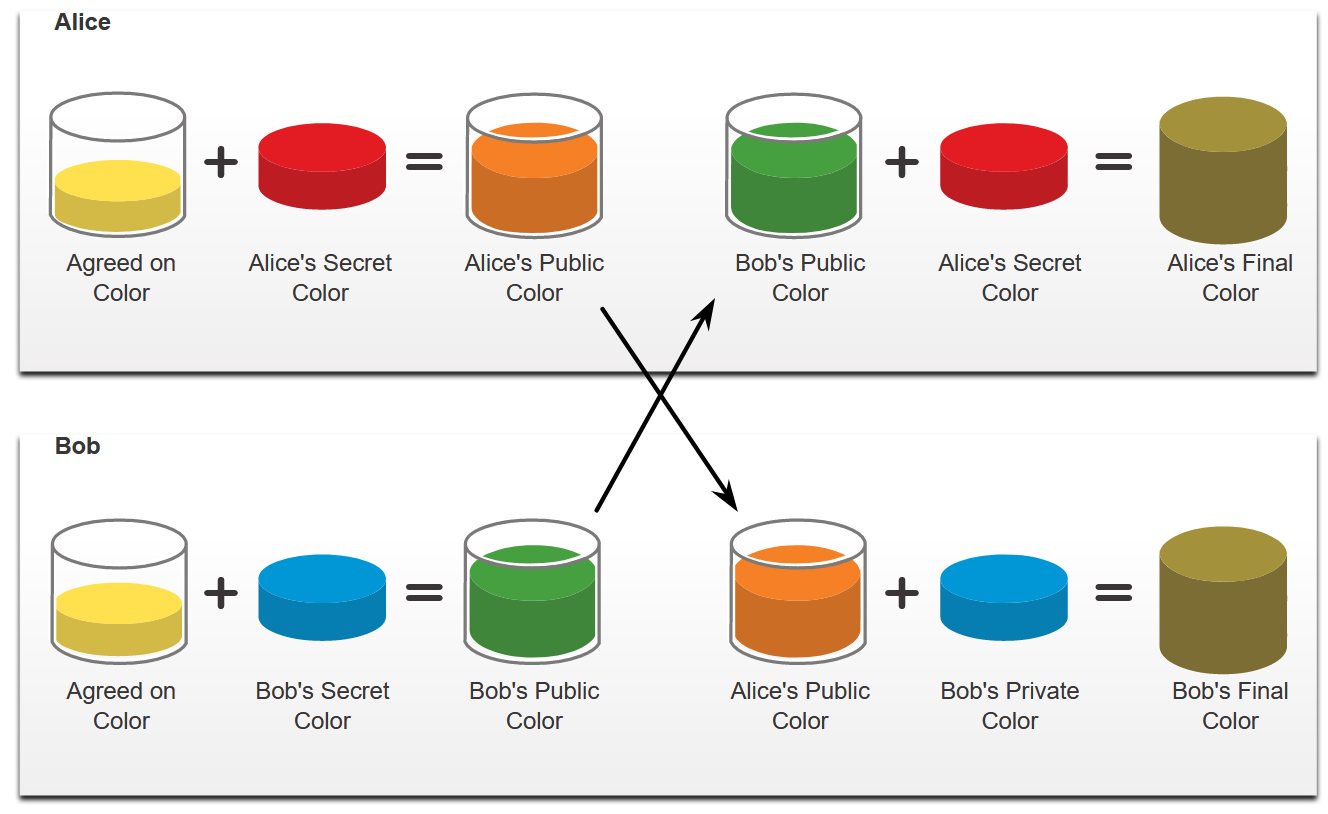 Alice
Agreed on
Color
Alice's Secret
Color
Alice's Public
Color
Bob's Public
Color
Alice's Secret
Color
Alice's Final
Color
Bob
Agreed on
Color
Bob's Secret
Color
Bob's Public
Color
Alice's Public
Color
Bob's Private
Color
Bob's Final
Color